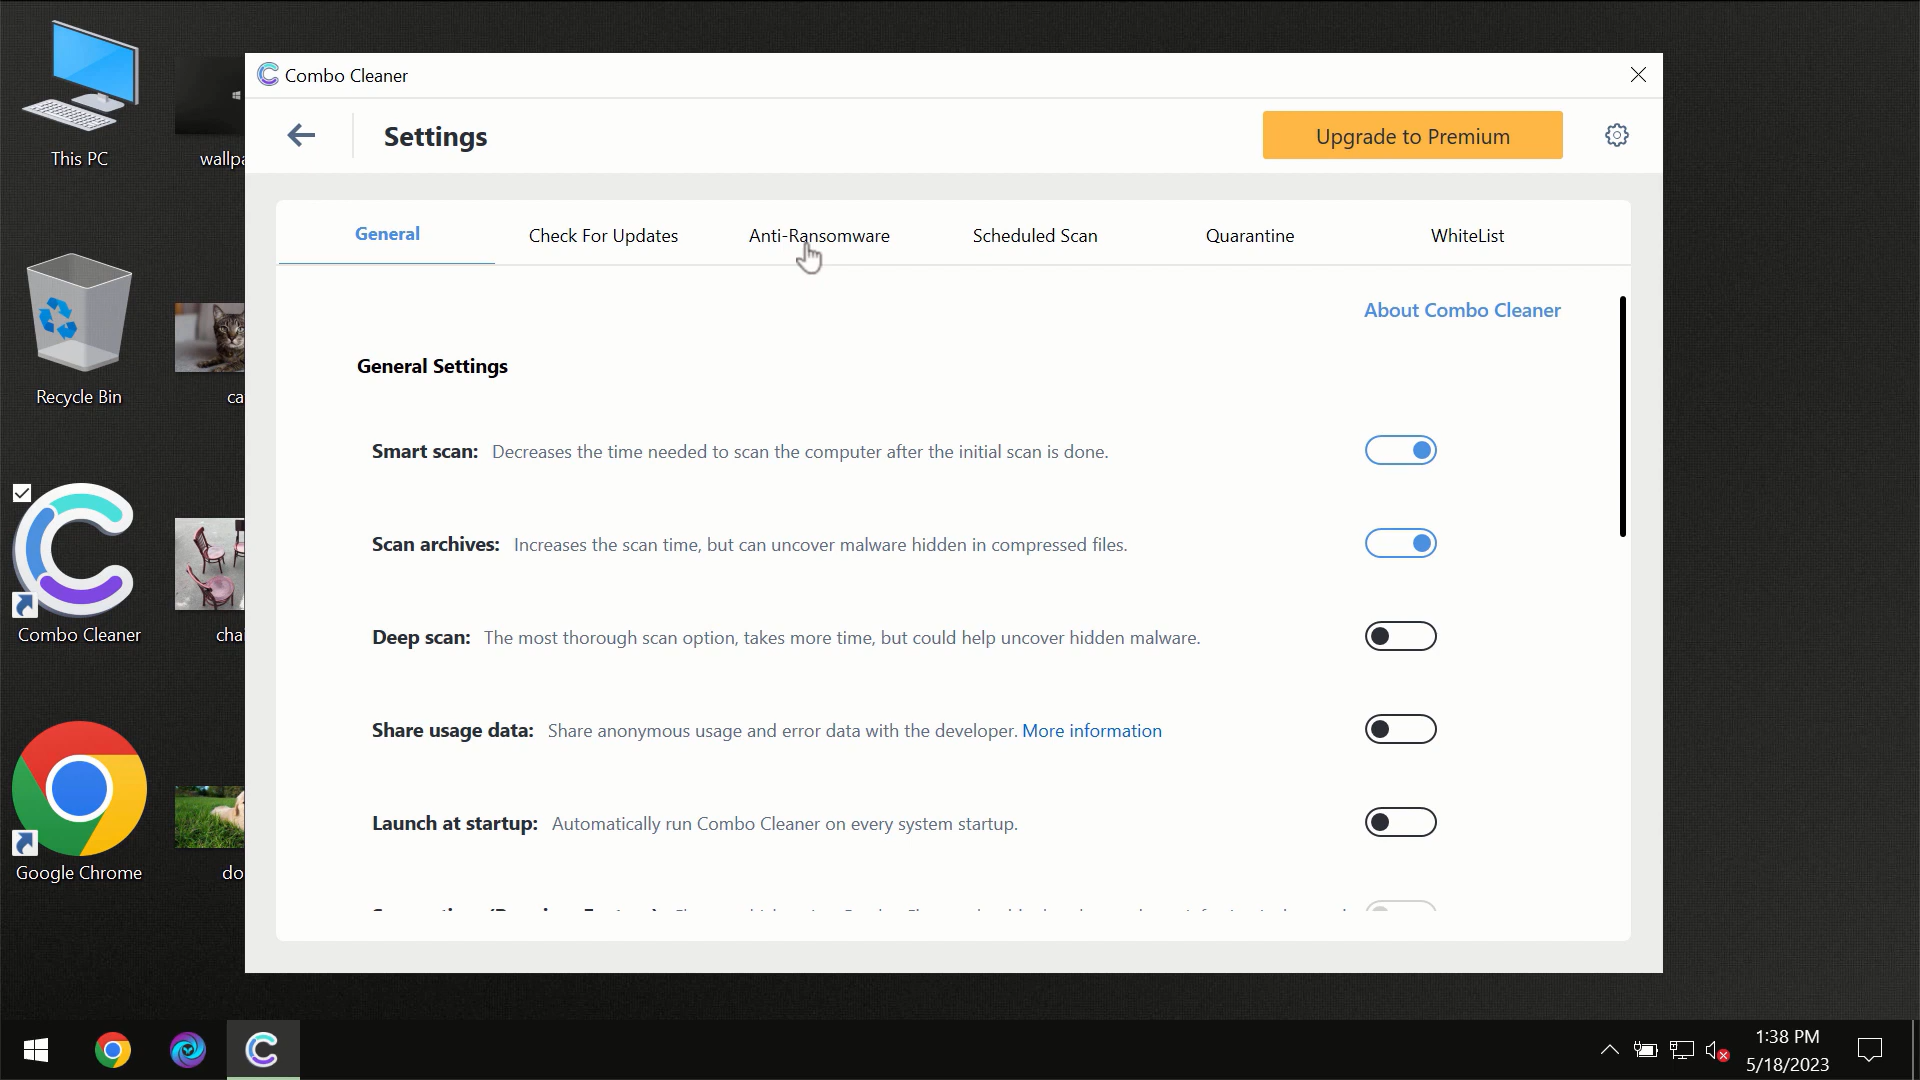 Combo Cleaner
Settings
Upgrade to Premium
General
Check For Updates
Anti-Ransomware
Scheduled Scan
Quarantine
WhiteList
About Combo Cleaner
General Settings
Smart scan: Decreases the time needed to scan the computer after the initial scan is done.
Scan archives: Increases the scan time, but can uncover malware hidden in compressed files.
Deep scan: The most thorough scan option, takes more time, but could help uncover hidden malware.
Share usage data: Share anonymous usage and error data with the developer. More information
Launch at startup: Automatically run Combo Cleaner on every system startup.
This PC
wallpa
Recycle Bin
ca
Combo Cleaner
chai
Google Chrome
do
1:38 PM
5/18/2023